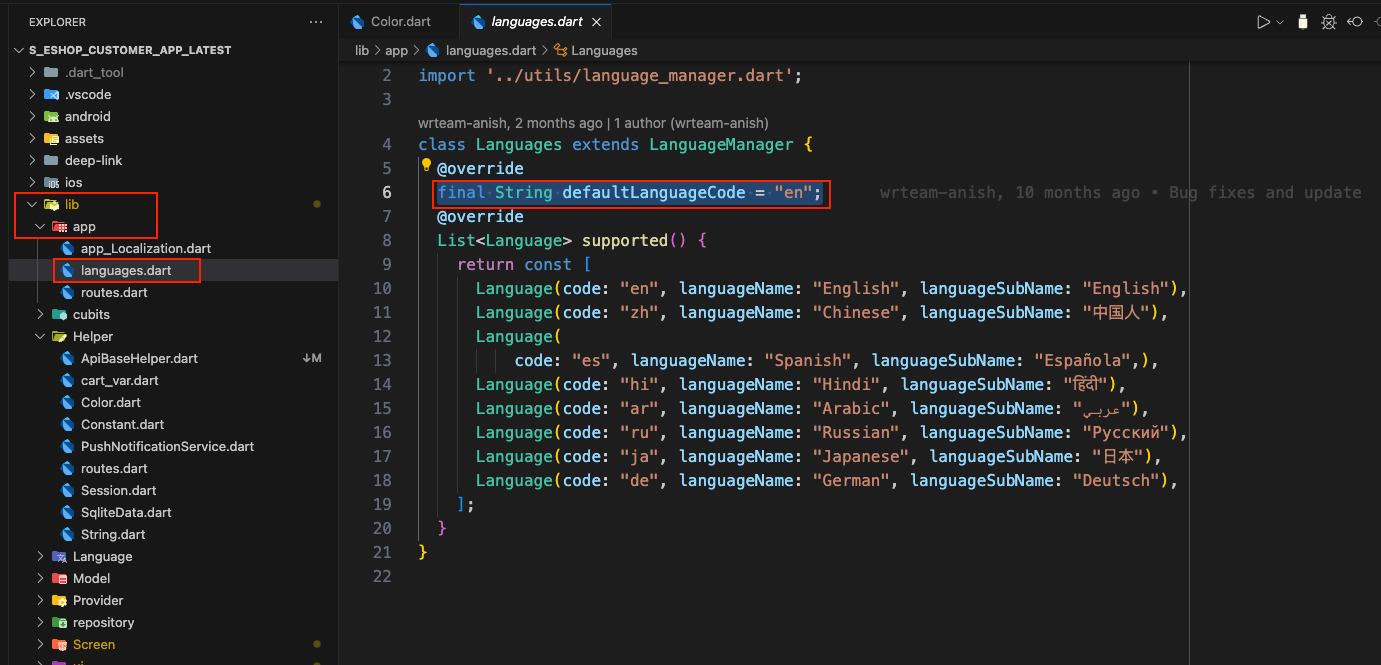 EXPLORER
S_ESHOP_CUSTOMER_APP_LATEST
.dart_tool
.vscode
android
assets
deep-link
ios
lib
app
app_Localization.dart
languages.dart
routes.dart
cubits
Helper
ApiBaseHelper.dart ↓M
cart_var.dart
Color.dart
Constant.dart
PushNotificationService.dart
routes.dart
Session.dart
SqliteData.dart
String.dart
Language
Model
Provider
repository
Screen
Color.dart
languages.dart
lib > app > languages.dart > Languages
2 import '../utils/language_manager.dart';
3
wrteam-anish, 2 months ago | 1 author (wrteam-anish)
4 class Languages extends LanguageManager {
5 @override
6 final String defaultLanguageCode = "en"; wrteam-anish, 10 months ago • Bug fixes and update
7 @override
8 List<Language> supported() {
9 return const [
10 Language(code: "en", languageName: "English", languageSubName: "English"),
11 Language(code: "zh", languageName: "Chinese", languageSubName: "中国人"),
12 Language(
13 code: "es", languageName: "Spanish", languageSubName: "Española",),
14 Language(code: "hi", languageName: "Hindi", languageSubName: "हिंदी"),
15 Language(code: "ar", languageName: "Arabic", languageSubName: "عربي"),
16 Language(code: "ru", languageName: "Russian", languageSubName: "Русский"),
17 Language(code: "ja", languageName: "Japanese", languageSubName: "日本"),
18 Language(code: "de", languageName: "German", languageSubName: "Deutsch"),
19 ];
20 }
21 }
22